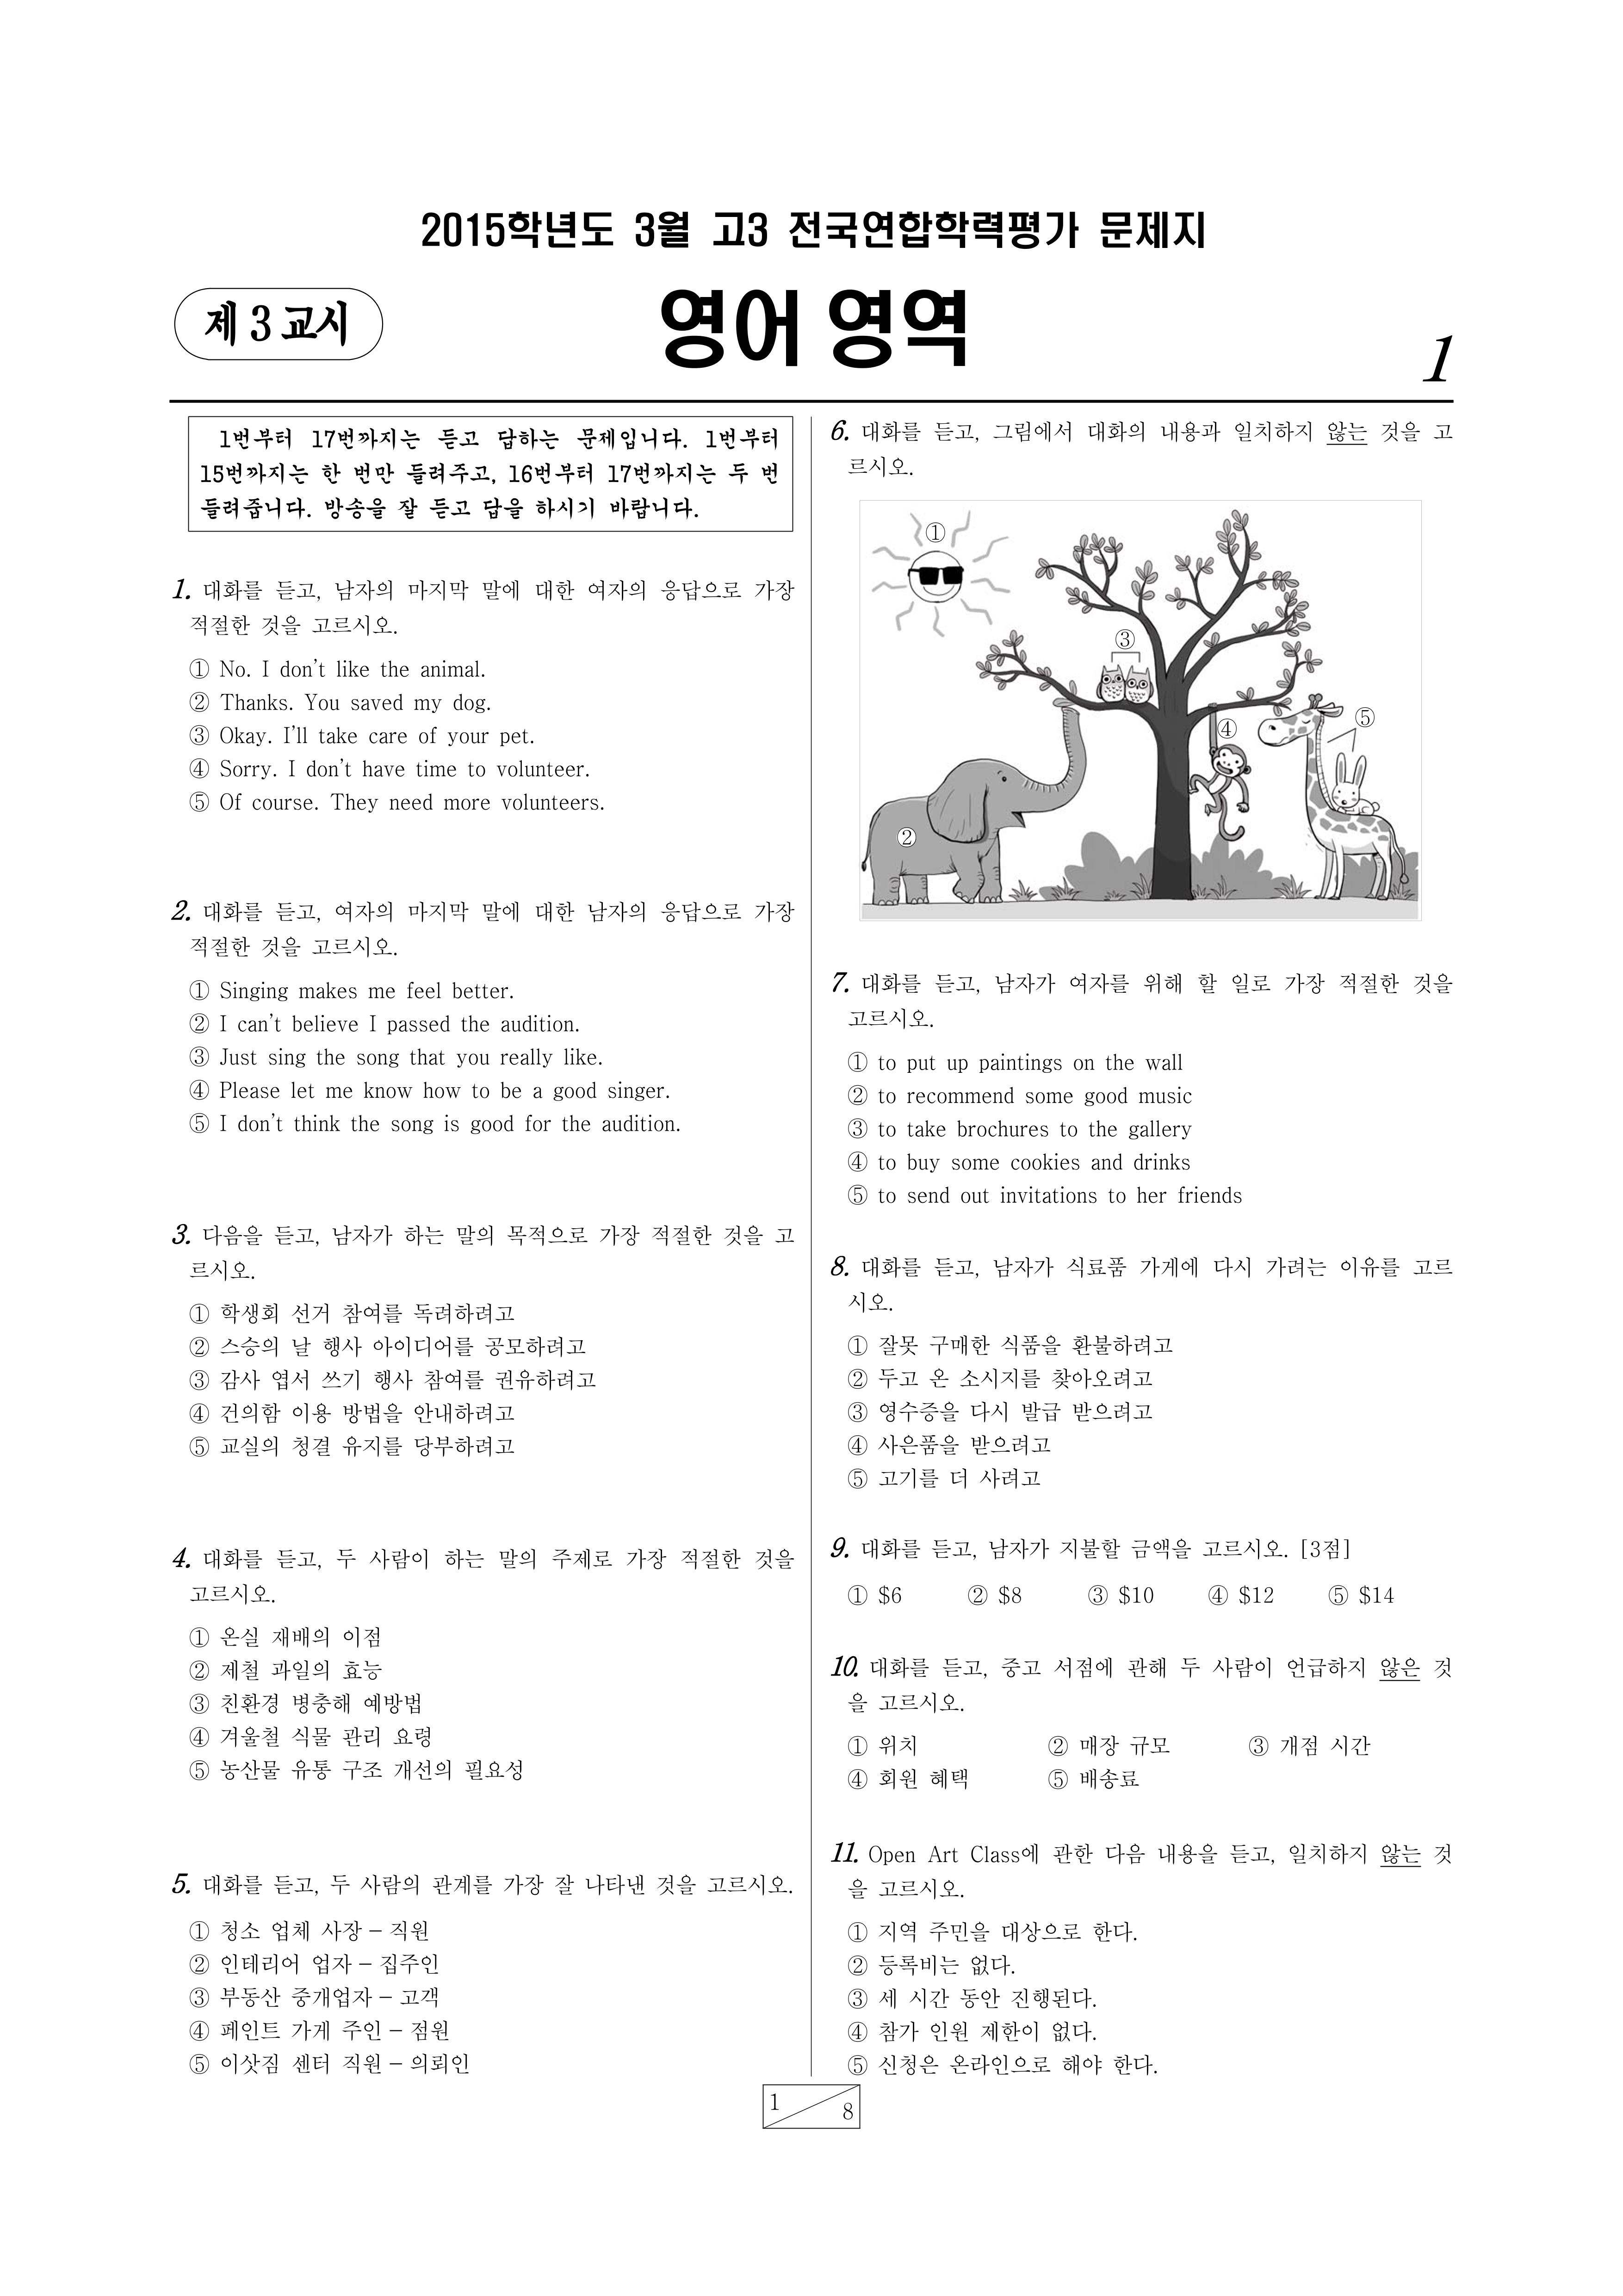 2015학년도 3월 고3 전국연합학력평가 문제지
제 3 교시
영어 영역
1
1번부터 17번까지는 듣고 답하는 문제입니다. 1번부터
15번까지는 한 번만 들려주고, 16번부터 17번까지는 두 번
들려줍니다. 방송을 잘 듣고 답을 하시기 바랍니다.
1. 대화를 듣고, 남자의 마지막 말에 대한 여자의 응답으로 가장
적절한 것을 고르시오.
① No. I don't like the animal.
② Thanks. You saved my dog.
③ Okay. I'll take care of your pet.
④ Sorry. I don't have time to volunteer.
⑤ Of course. They need more volunteers.
2. 대화를 듣고, 여자의 마지막 말에 대한 남자의 응답으로 가장
적절한 것을 고르시오.
① Singing makes me feel better.
② I can't believe I passed the audition.
③ Just sing the song that you really like.
④ Please let me know how to be a good singer.
⑤ I don't think the song is good for the audition.
3. 다음을 듣고, 남자가 하는 말의 목적으로 가장 적절한 것을 고
르시오.
① 학생회 선거 참여를 독려하려고
② 스승의 날 행사 아이디어를 공모하려고
③ 감사 엽서 쓰기 행사 참여를 권유하려고
④ 건의함 이용 방법을 안내하려고
⑤ 교실의 청결 유지를 당부하려고
4. 대화를 듣고, 두 사람이 하는 말의 주제로 가장 적절한 것을
고르시오.
① 온실 재배의 이점
② 제철 과일의 효능
③ 친환경 병충해 예방법
④ 겨울철 식물 관리 요령
⑤ 농산물 유통 구조 개선의 필요성
5. 대화를 듣고, 두 사람의 관계를 가장 잘 나타낸 것을 고르시오.
① 청소 업체 사장 – 직원
② 인테리어 업자 – 집주인
③ 부동산 중개업자 – 고객
④ 페인트 가게 주인 – 점원
⑤ 이삿짐 센터 직원 – 의뢰인
6. 대화를 듣고, 그림에서 대화의 내용과 일치하지 않는 것을 고
르시오.
①
③
⑤
④
②
7. 대화를 듣고, 남자가 여자를 위해 할 일로 가장 적절한 것을
고르시오.
① to put up paintings on the wall
② to recommend some good music
③ to take brochures to the gallery
④ to buy some cookies and drinks
⑤ to send out invitations to her friends
8. 대화를 듣고, 남자가 식료품 가게에 다시 가려는 이유를 고르
시오.
① 잘못 구매한 식품을 환불하려고
② 두고 온 소시지를 찾아오려고
③ 영수증을 다시 발급 받으려고
④ 사은품을 받으려고
⑤ 고기를 더 사려고
9. 대화를 듣고, 남자가 지불할 금액을 고르시오. [3점]
① $6 ② $8 ③ $10 ④ $12 ⑤ $14
10. 대화를 듣고, 중고 서점에 관해 두 사람이 언급하지 않은 것
을 고르시오.
① 위치 ② 매장 규모 ③ 개점 시간
④ 회원 혜택 ⑤ 배송료
11. Open Art Class에 관한 다음 내용을 듣고, 일치하지 않는 것
을 고르시오.
① 지역 주민을 대상으로 한다.
② 등록비는 없다.
③ 세 시간 동안 진행된다.
④ 참가 인원 제한이 없다.
⑤ 신청은 온라인으로 해야 한다.
1
8